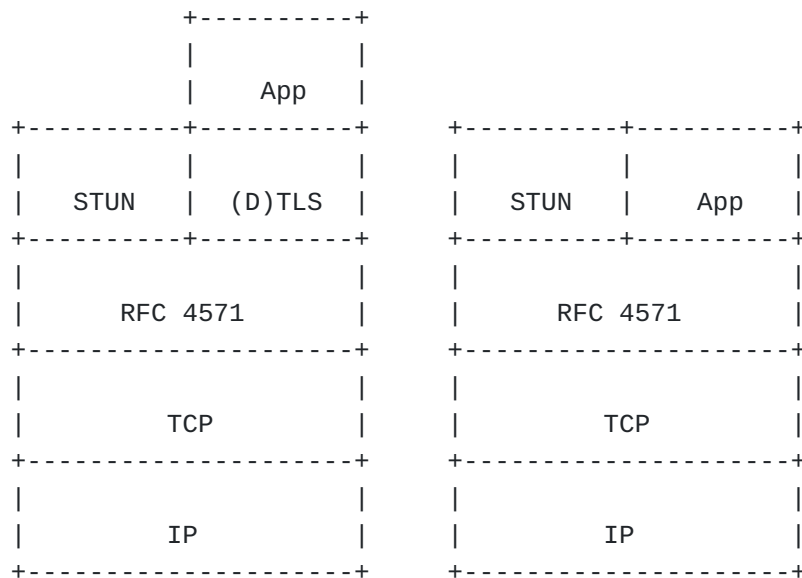 App
STUN (D)TLS STUN App
RFC 4571 RFC 4571
TCP TCP
IP IP